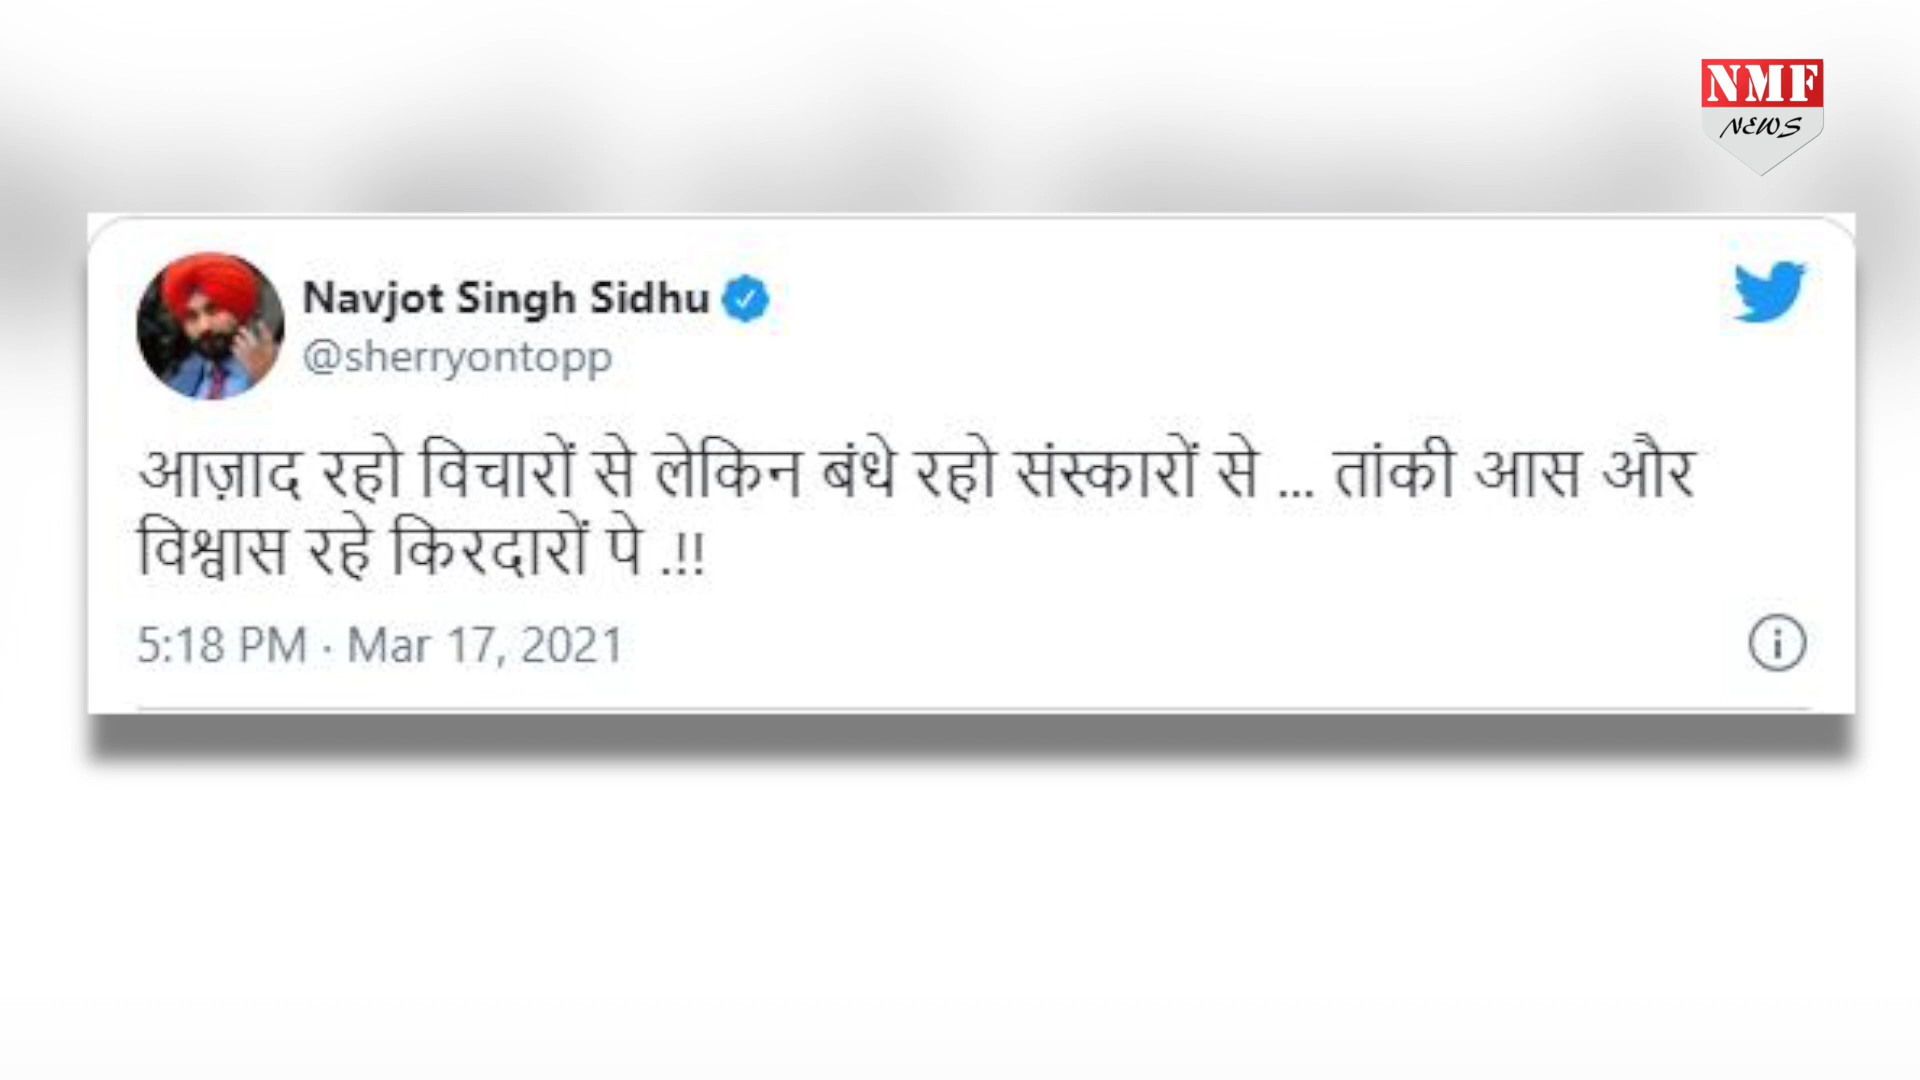 NMF
NEWS
Navjot Singh Sidhu
@sherryontopp
आज़ाद रहो विचारों से लेकिन बंधे रहो संस्कारों से ... तांकी आस और
विश्वास रहे किरदारों पे .!!
5:18 PM · Mar 17, 2021